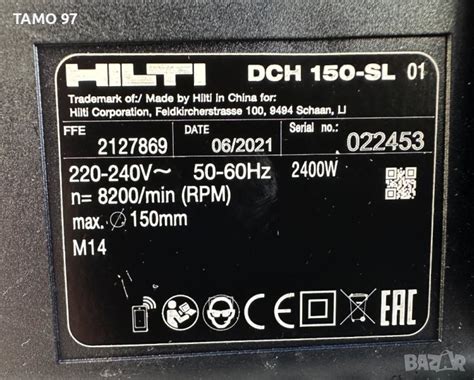 TAMO 97
HILTI DCH 150-SL 01
Trademark of:/ Made by Hilti in China for:
Hilti Corporation, Feldkircherstrasse 100, 9494 Schaan, LI
FFE DATE Serial no.:
2127869 06/2021 022453
220-240V~ 50-60Hz 2400W
n= 8200/min (RPM)
max. ∅ 150mm
M14
CE EAC
BAZAR